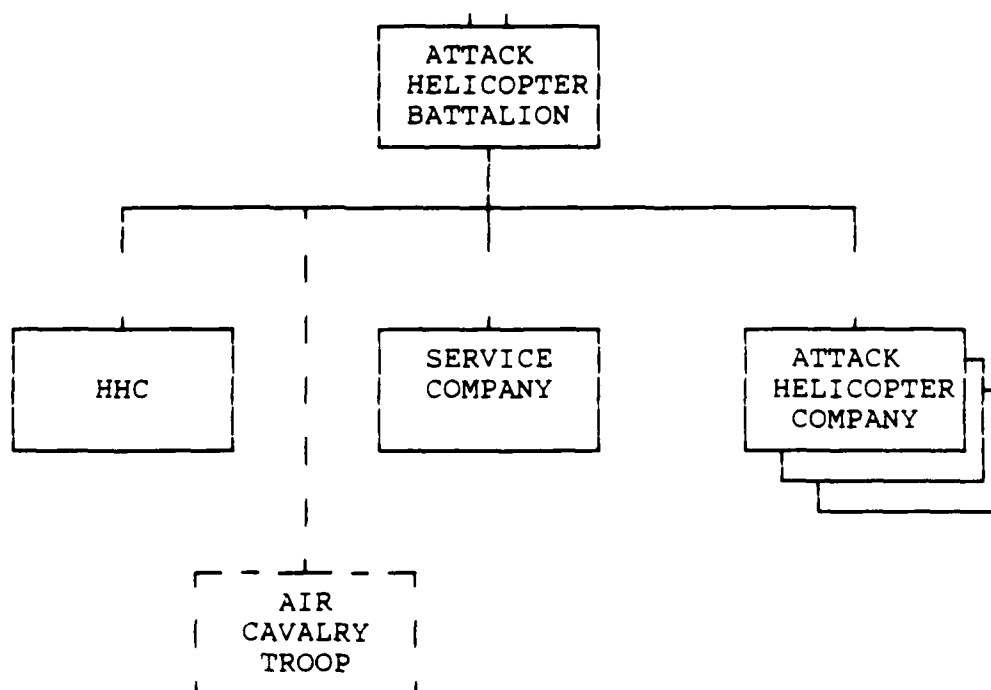 ATTACK
HELICOPTER
BATTALION
HHC
SERVICE
COMPANY
ATTACK
HELICOPTER
COMPANY
AIR
CAVALRY
TROOP